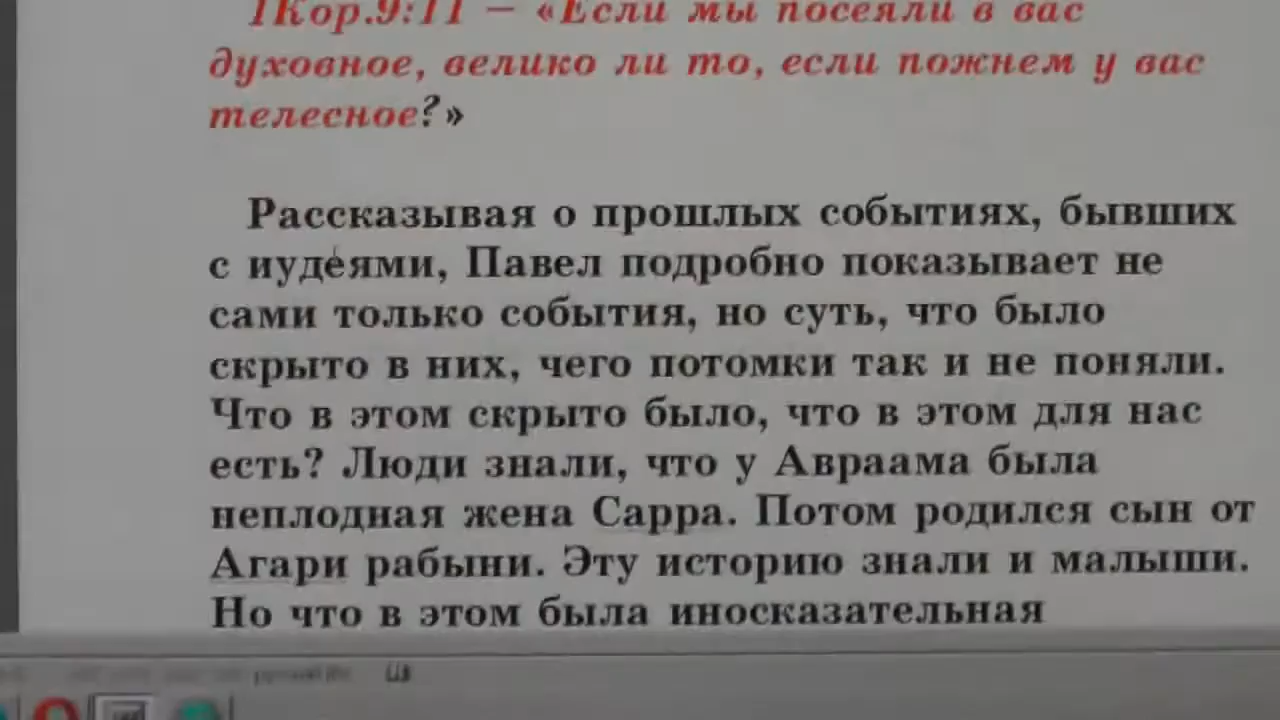 1Кор.9:11 – «Если мы посеяли в вас
духовное, велико ли то, если пожнем у вас
телесное?»
Рассказывая о прошлых событиях, бывших
с иуде́ями, Павел подробно показывает не
сами только события, но суть, что было
скрыто в них, чего потомки так и не поняли.
Что в этом скрыто было, что в этом для нас
есть? Люди знали, что у Авраама была
неплодная жена Сарра. Потом родился сын от
Агари рабыни. Эту историю знали и малыши.
Но что в этом была иносказательная